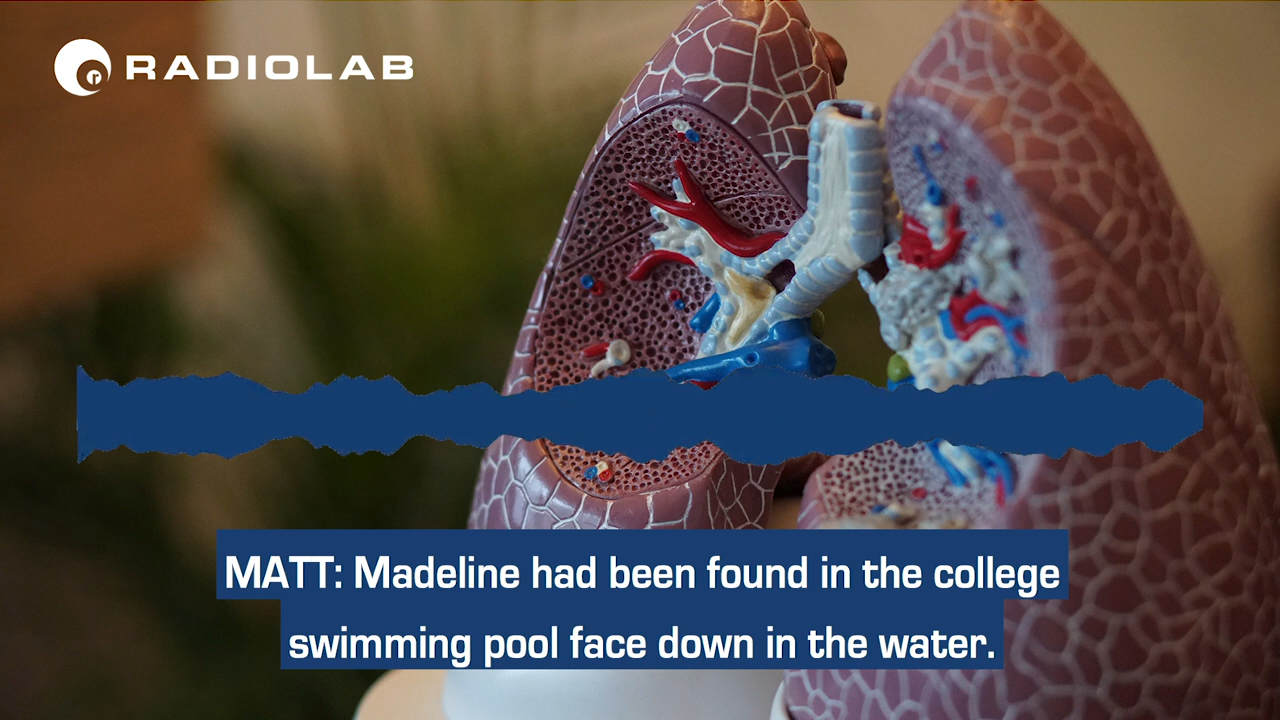 RADIOLAB
MATT: Madeline had been found in the college
swimming pool face down in the water.